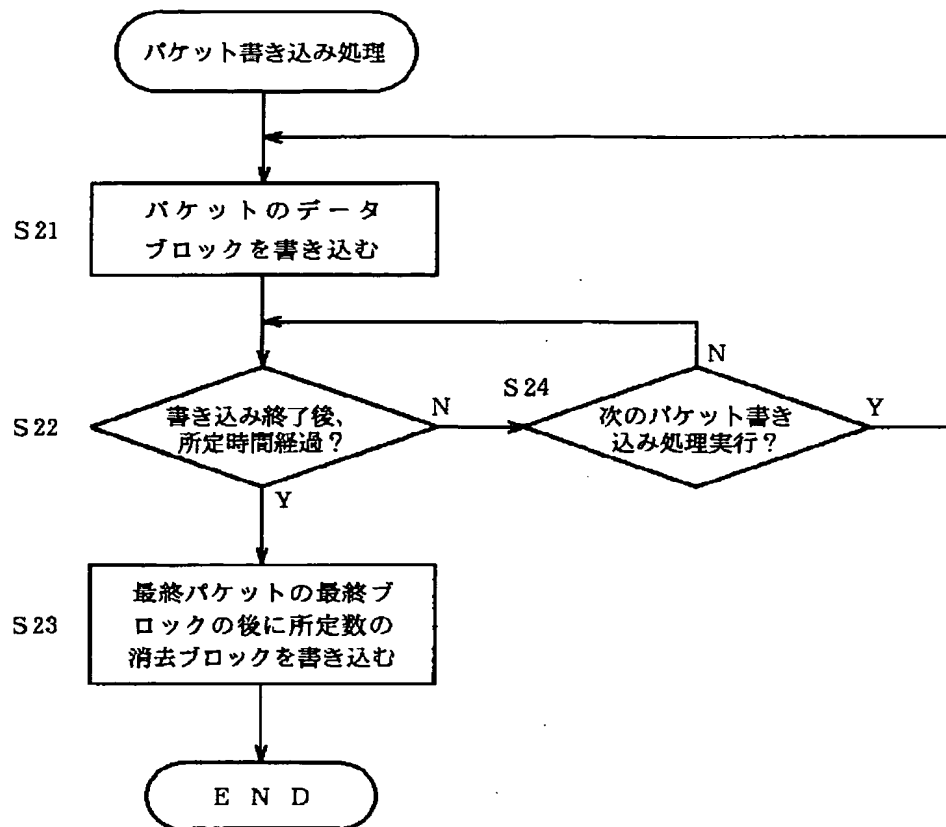 パケット書き込み処理
S21
パケットのデータ
ブロックを書き込む
S22
書き込み終了後、
所定時間経過？
N
Y
S24
次のパケット書き
込み処理実行？
N
Y
S23
最終パケットの最終ブ
ロックの後に所定数の
消去ブロックを書き込む
END